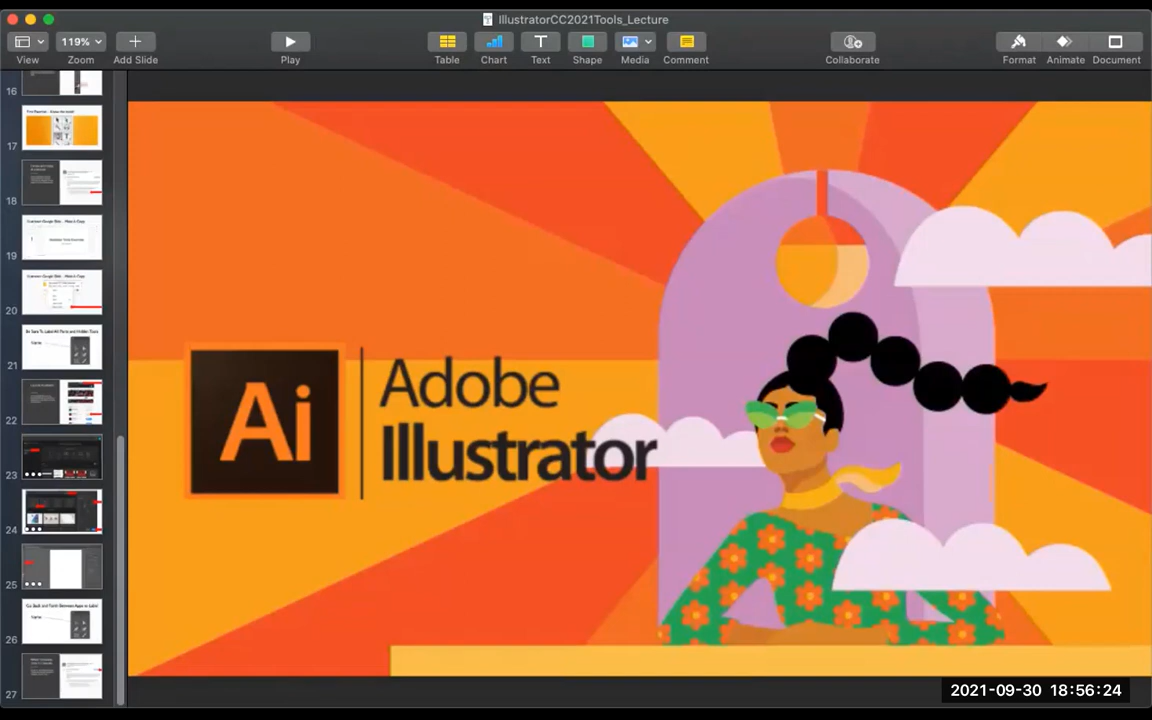 IllustratorCC2021Tools_Lecture
119%
View
Zoom
Add Slide
Play
Table
Chart
Text
Shape
Media
Comment
Collaborate
Format
Animate
Document
16
17
18
19
20
21
22
23
24
25
26
27
Ai
Adobe
Illustrator
2021-09-30 18:56:24